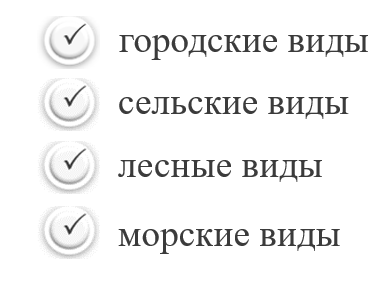 городские виды
сельские виды
лесные виды
морские виды